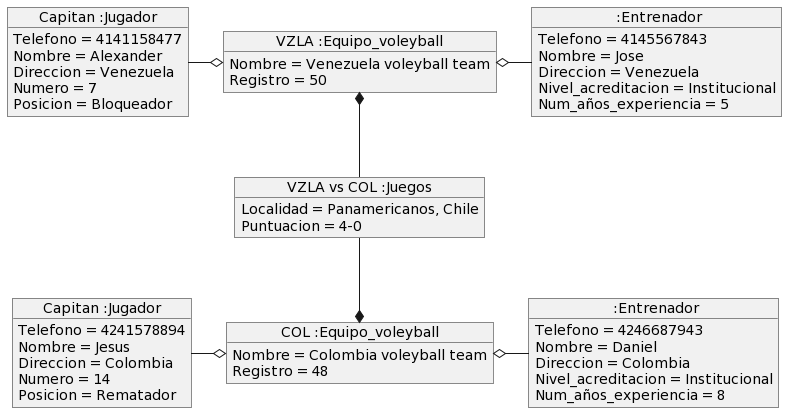 Capitan :Jugador
Telefono = 4141158477
Nombre = Alexander
Direccion = Venezuela
Numero = 7
Posicion = Bloqueador
VZLA :Equipo_voleyball
Nombre = Venezuela voleyball team
Registro = 50
:Entrenador
Telefono = 4145567843
Nombre = Jose
Direccion = Venezuela
Nivel_acreditacion = Institucional
Num_años_experiencia = 5
VZLA vs COL :Juegos
Localidad = Panamericanos, Chile
Puntuacion = 4-0
Capitan :Jugador
Telefono = 4241578894
Nombre = Jesus
Direccion = Colombia
Numero = 14
Posicion = Rematador
COL :Equipo_voleyball
Nombre = Colombia voleyball team
Registro = 48
:Entrenador
Telefono = 4246687943
Nombre = Daniel
Direccion = Colombia
Nivel_acreditacion = Institucional
Num_años_experiencia = 8